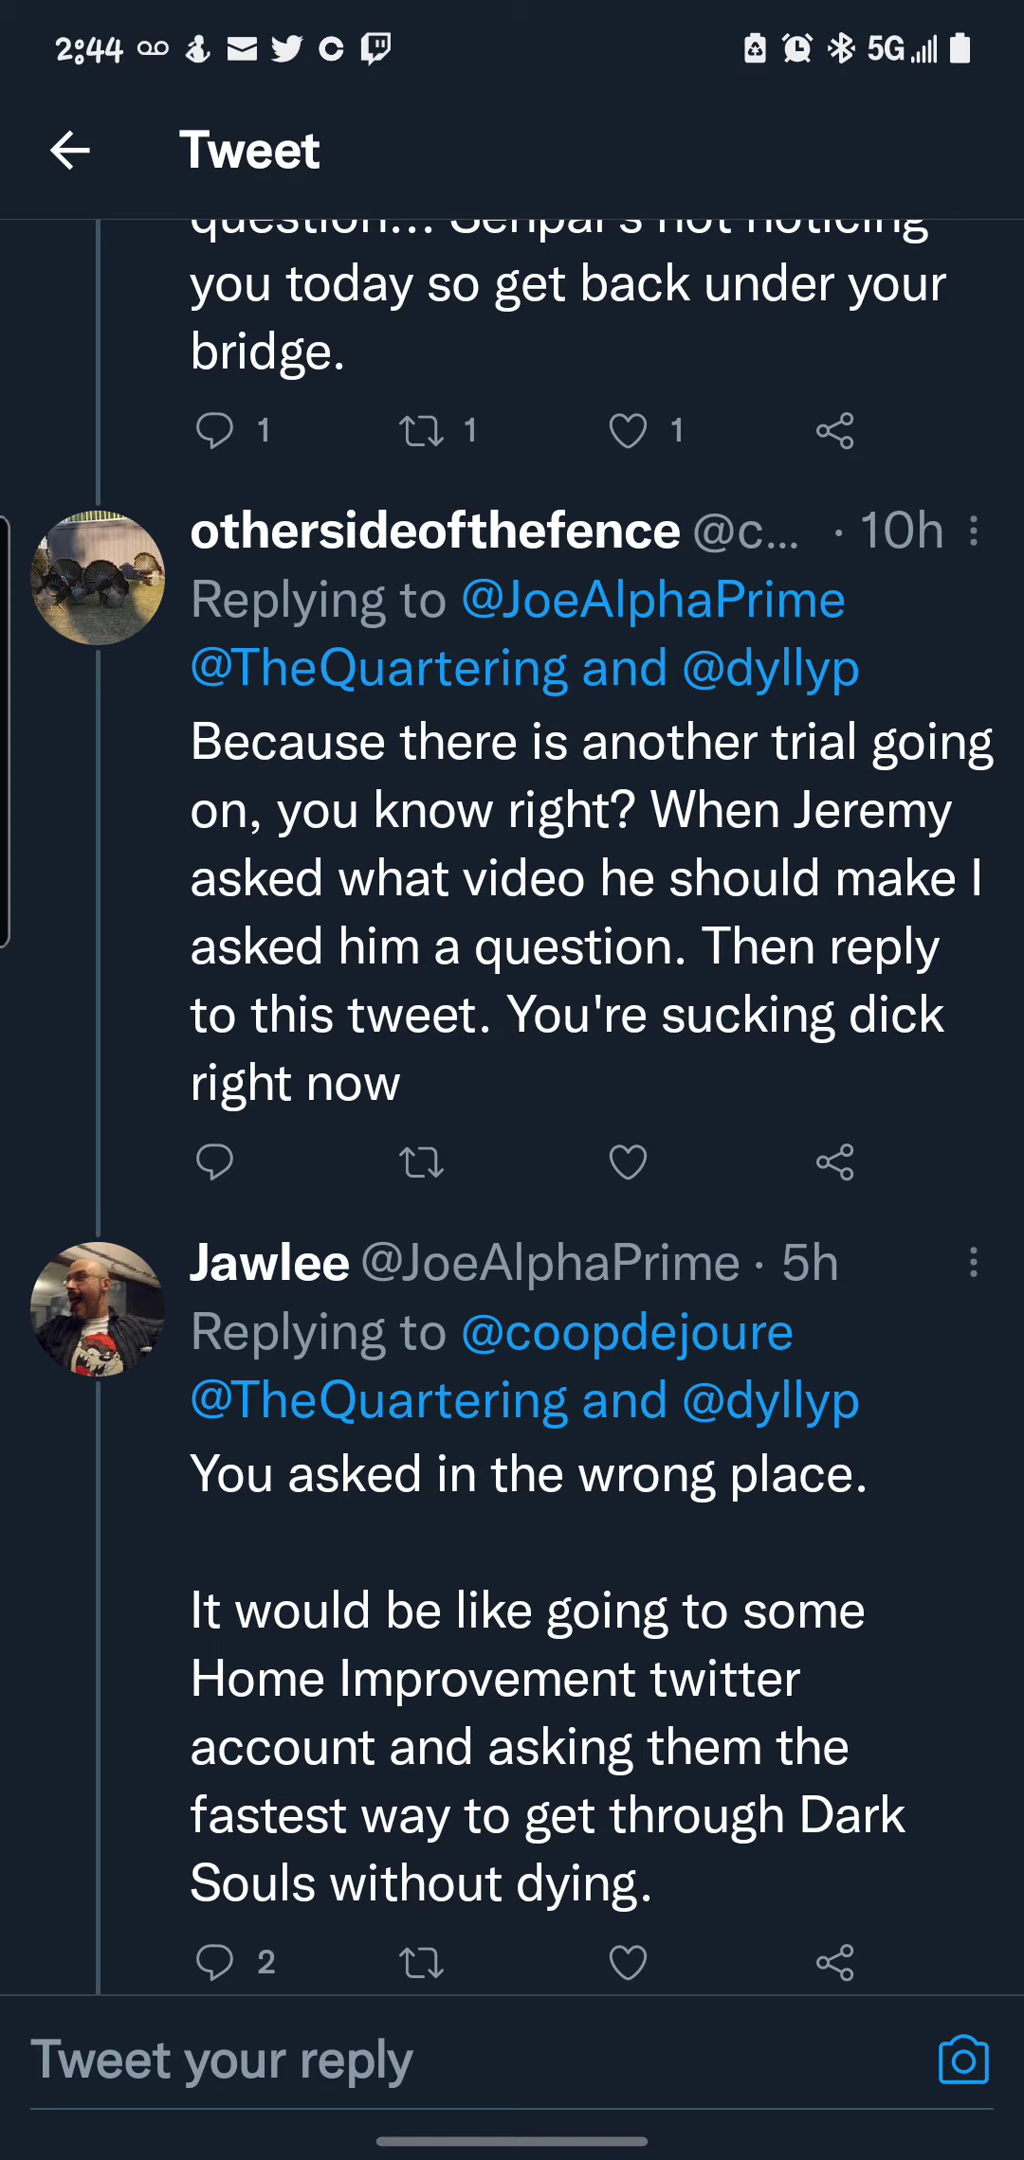 2:44
5G
Tweet
question... Senpai's not noticing
you today so get back under your
bridge.
1 1 1
othersideofthefence @c... · 10h
Replying to @JoeAlphaPrime
@TheQuartering and @dyllyp
Because there is another trial going
on, you know right? When Jeremy
asked what video he should make I
asked him a question. Then reply
to this tweet. You're sucking dick
right now
Jawlee @JoeAlphaPrime · 5h
Replying to @coopdejoure
@TheQuartering and @dyllyp
You asked in the wrong place.
It would be like going to some
Home Improvement twitter
account and asking them the
fastest way to get through Dark
Souls without dying.
2
Tweet your reply